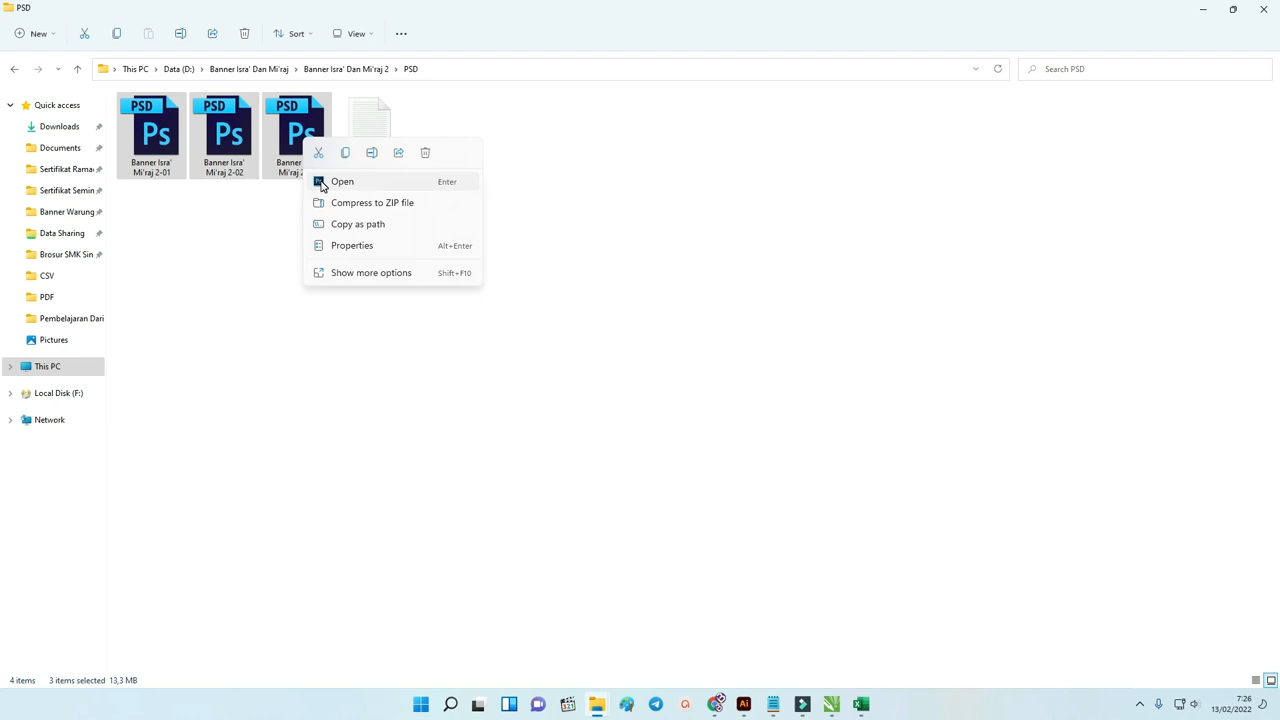 PSD
New
Sort
View
This PC
Data (D:)
Banner Isra' Dan Mi'raj
Banner Isra' Dan Mi'raj 2
PSD
Search PSD
Quick access
Downloads
Documents
Sertifikat Rama
Sertifikat Semin
Banner Warung
Data Sharing
Brosur SMK Sin
CSV
PDF
Pembelajaran Dari
Pictures
This PC
Local Disk (F:)
Network
PSD
Ps
Banner Isra'
Mi'raj 2-01
PSD
Ps
Banner Isra'
Mi'raj 2-02
PSD
Ps
Banner
Mi'raj 2
Open Enter
Compress to ZIP file
Copy as path
Properties Alt+Enter
Show more options Shift+F10
4 items 3 items selected 13,3 MB
Ai
7:26
13/02/2022